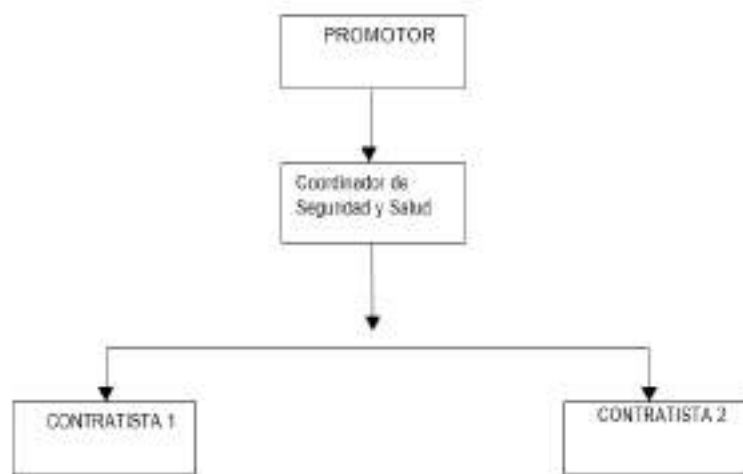 PROMOTOR
Coordinador de
Seguridad y Salud
CONTRATISTA 1
CONTRATISTA 2